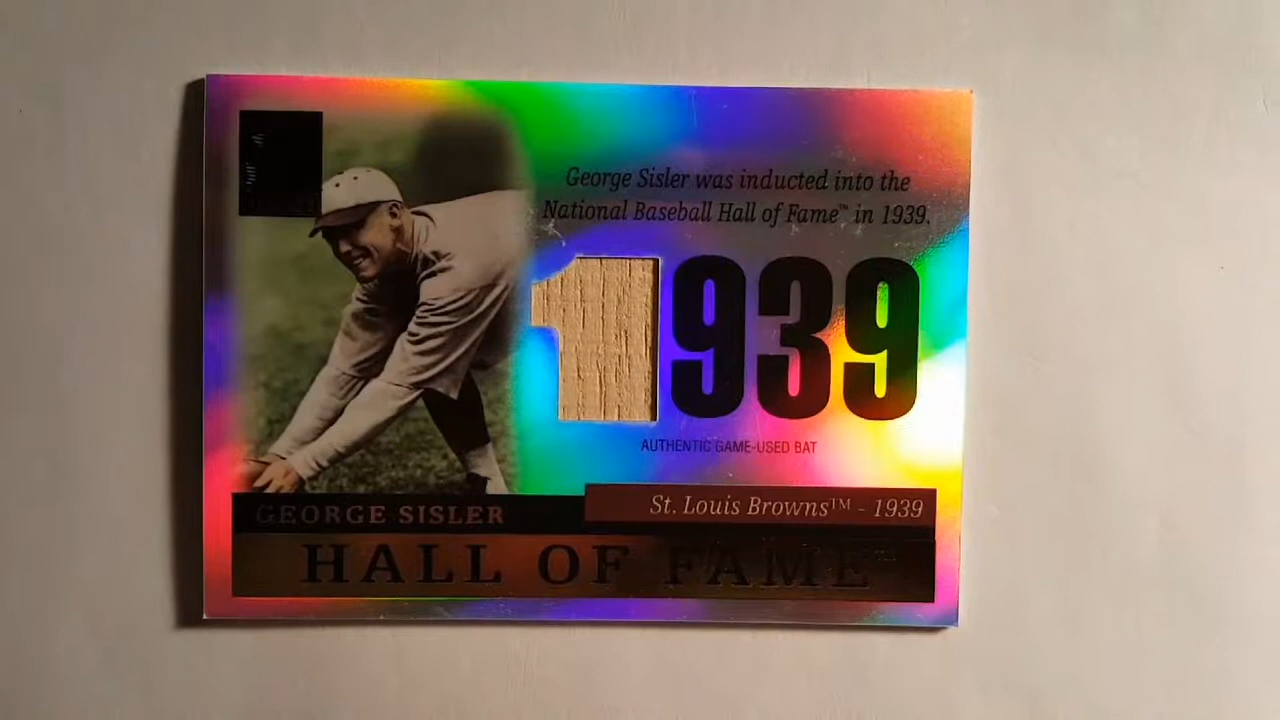 George Sisler was inducted into the
National Baseball Hall of Fame™ in 1939.
1939
AUTHENTIC GAME-USED BAT
GEORGE SISLER
St. Louis Browns™ - 1939
HALL OF FAME™